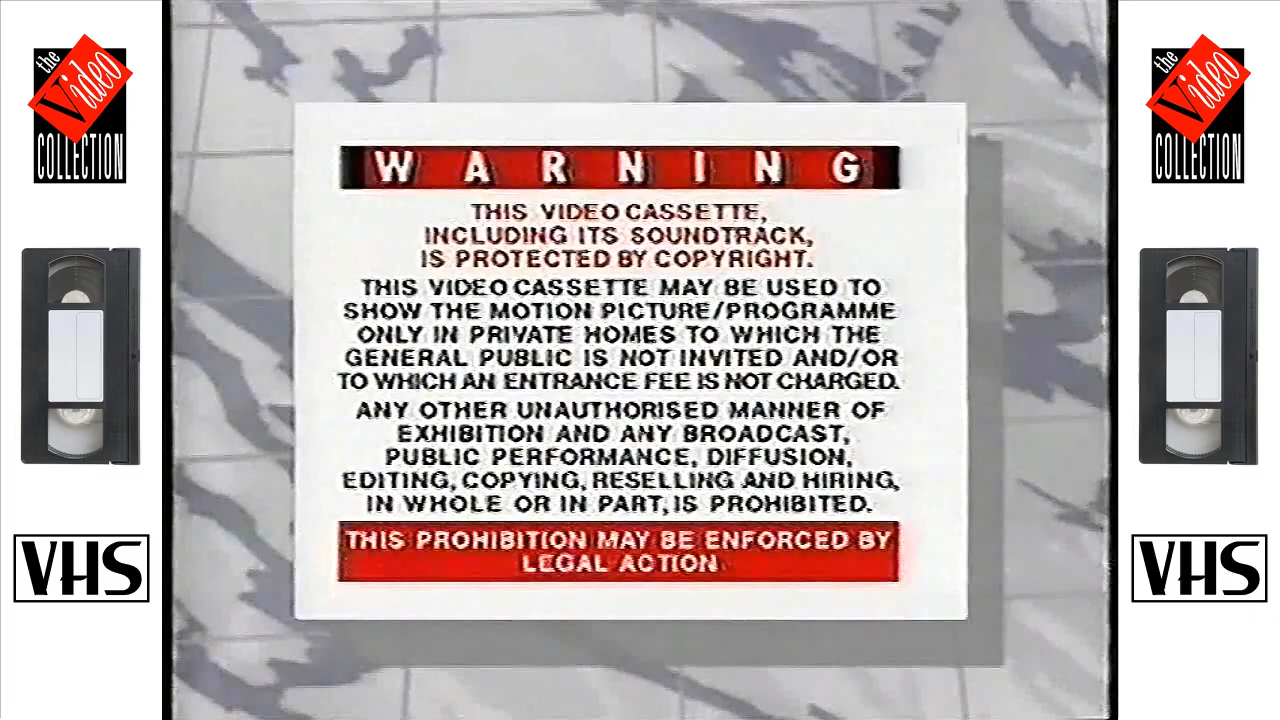 the
Video
COLLECTION
VHS
WARNING
THIS VIDEO CASSETTE,
INCLUDING ITS SOUNDTRACK,
IS PROTECTED BY COPYRIGHT.
THIS VIDEO CASSETTE MAY BE USED TO
SHOW THE MOTION PICTURE/PROGRAMME
ONLY IN PRIVATE HOMES TO WHICH THE
GENERAL PUBLIC IS NOT INVITED AND/OR
TO WHICH AN ENTRANCE FEE IS NOT CHARGED.
ANY OTHER UNAUTHORISED MANNER OF
EXHIBITION AND ANY BROADCAST,
PUBLIC PERFORMANCE, DIFFUSION,
EDITING, COPYING, RESELLING AND HIRING,
IN WHOLE OR IN PART, IS PROHIBITED.
THIS PROHIBITION MAY BE ENFORCED BY
LEGAL ACTION
the
Video
COLLECTION
VHS